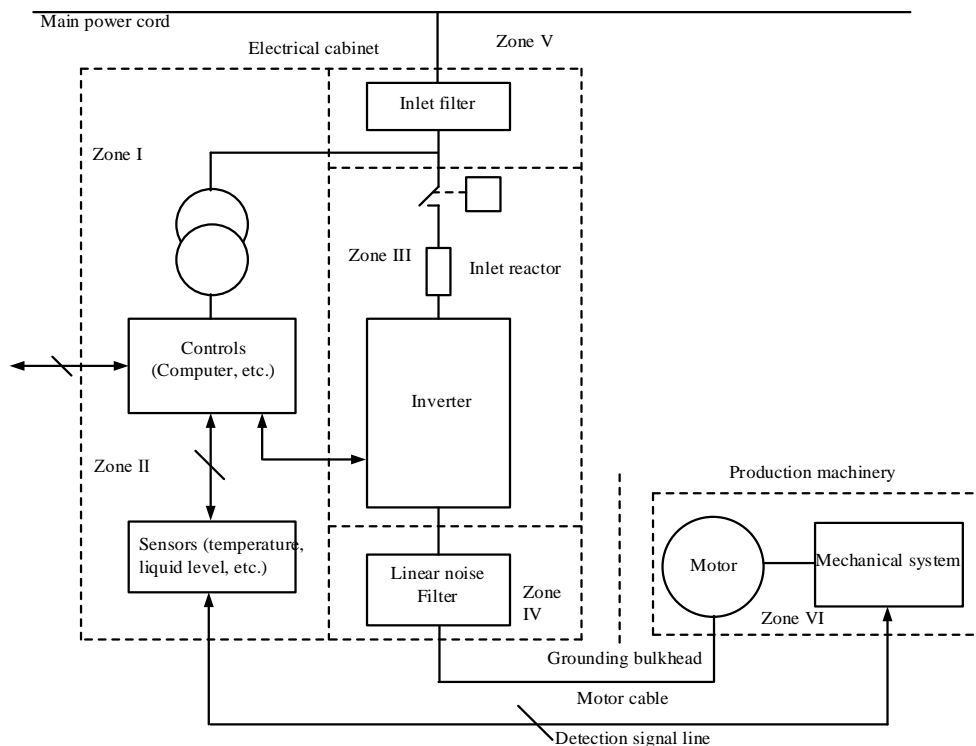 Main power cord
Electrical cabinet
Zone V
Inlet filter
Zone I
Zone III
Inlet reactor
Controls
(Computer, etc.)
Inverter
Zone II
Production machinery
Sensors (temperature,
liquid level, etc.)
Linear noise
Filter
Zone
IV
Motor
Mechanical system
Zone VI
Grounding bulkhead
Motor cable
Detection signal line